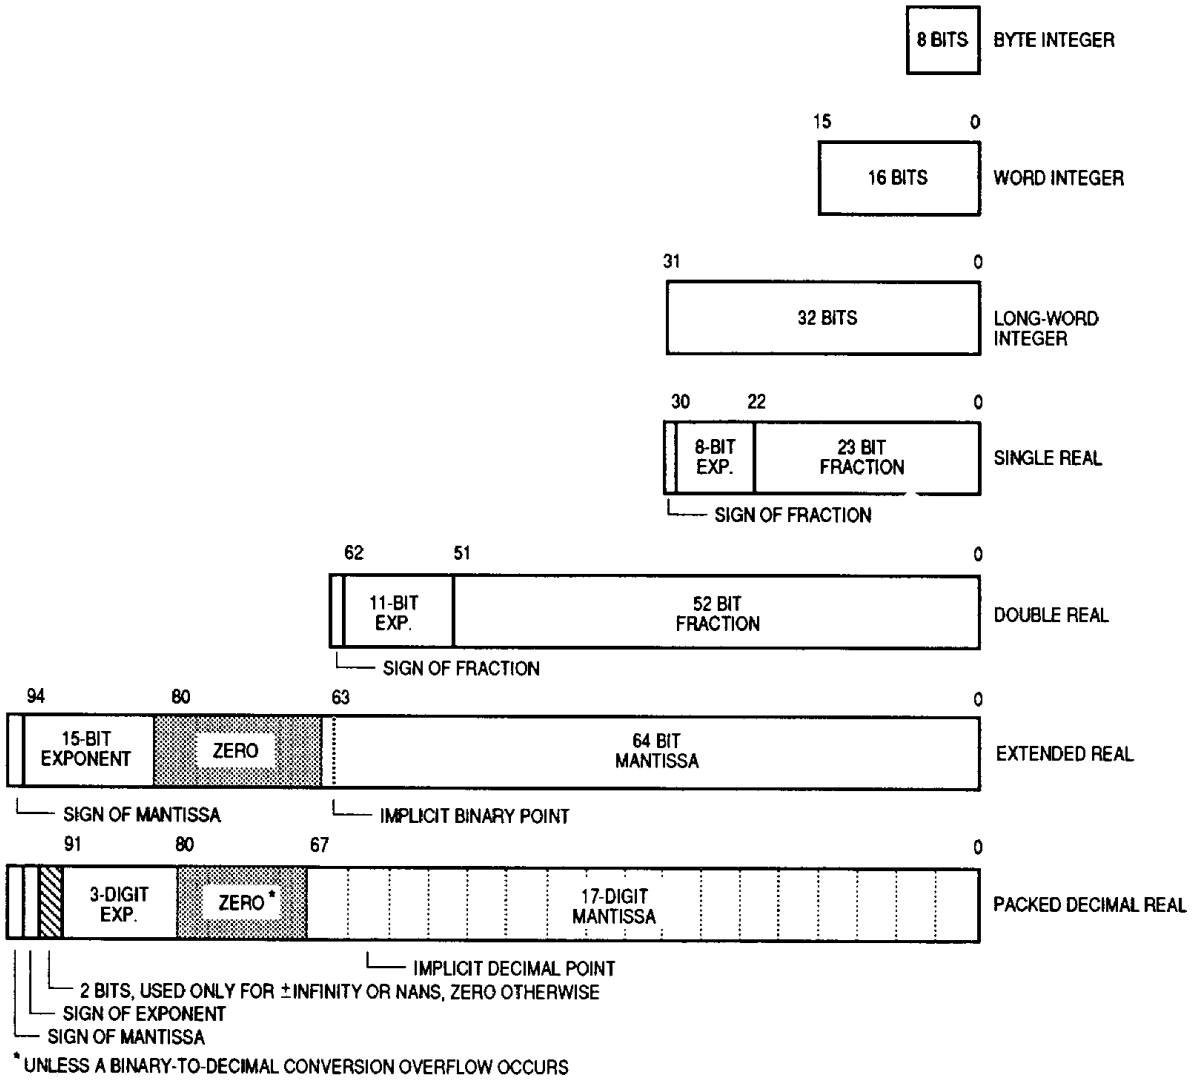 8 BITS BYTE INTEGER
15 0
16 BITS WORD INTEGER
31 0
32 BITS LONG-WORD
INTEGER
30 22 0
8-BIT
EXP.
23 BIT
FRACTION
SINGLE REAL
SIGN OF FRACTION
62 51 0
11-BIT
EXP.
52 BIT
FRACTION
DOUBLE REAL
SIGN OF FRACTION
94 80 63 0
15-BIT
EXPONENT
ZERO
64 BIT
MANTISSA
EXTENDED REAL
SIGN OF MANTISSA IMPLICIT BINARY POINT
91 80 67 0
3-DIGIT
EXP.
ZERO*
17-DIGIT
MANTISSA
PACKED DECIMAL REAL
IMPLICIT DECIMAL POINT
2 BITS, USED ONLY FOR ±INFINITY OR NANS, ZERO OTHERWISE
SIGN OF EXPONENT
SIGN OF MANTISSA
*UNLESS A BINARY-TO-DECIMAL CONVERSION OVERFLOW OCCURS